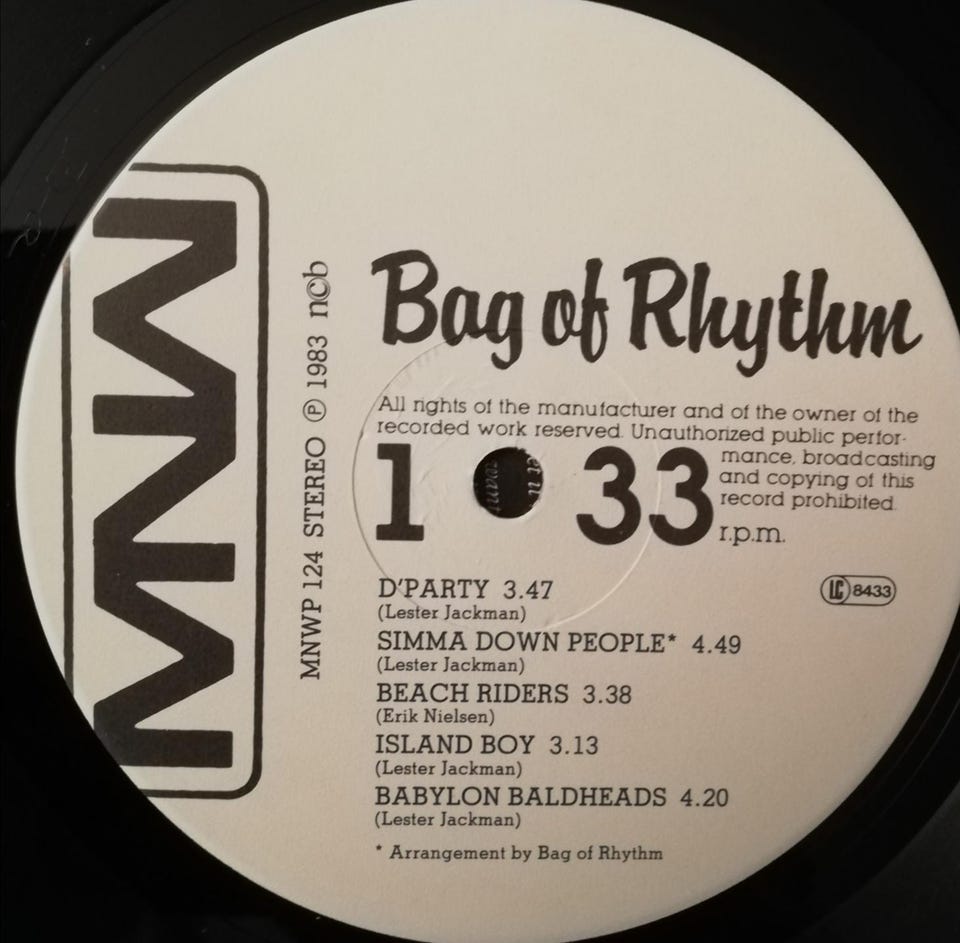 MNW
MNWP 124 STEREO Ⓟ 1983 n©b
Bag of Rhythm
All rights of the manufacturer and of the owner of the
recorded work reserved. Unauthorized public perfor-
mance, broadcasting
and copying of this
record prohibited.
1 33 r.p.m.
LC 8433
D'PARTY 3.47
(Lester Jackman)
SIMMA DOWN PEOPLE* 4.49
(Lester Jackman)
BEACH RIDERS 3.38
(Erik Nielsen)
ISLAND BOY 3.13
(Lester Jackman)
BABYLON BALDHEADS 4.20
(Lester Jackman)
* Arrangement by Bag of Rhythm